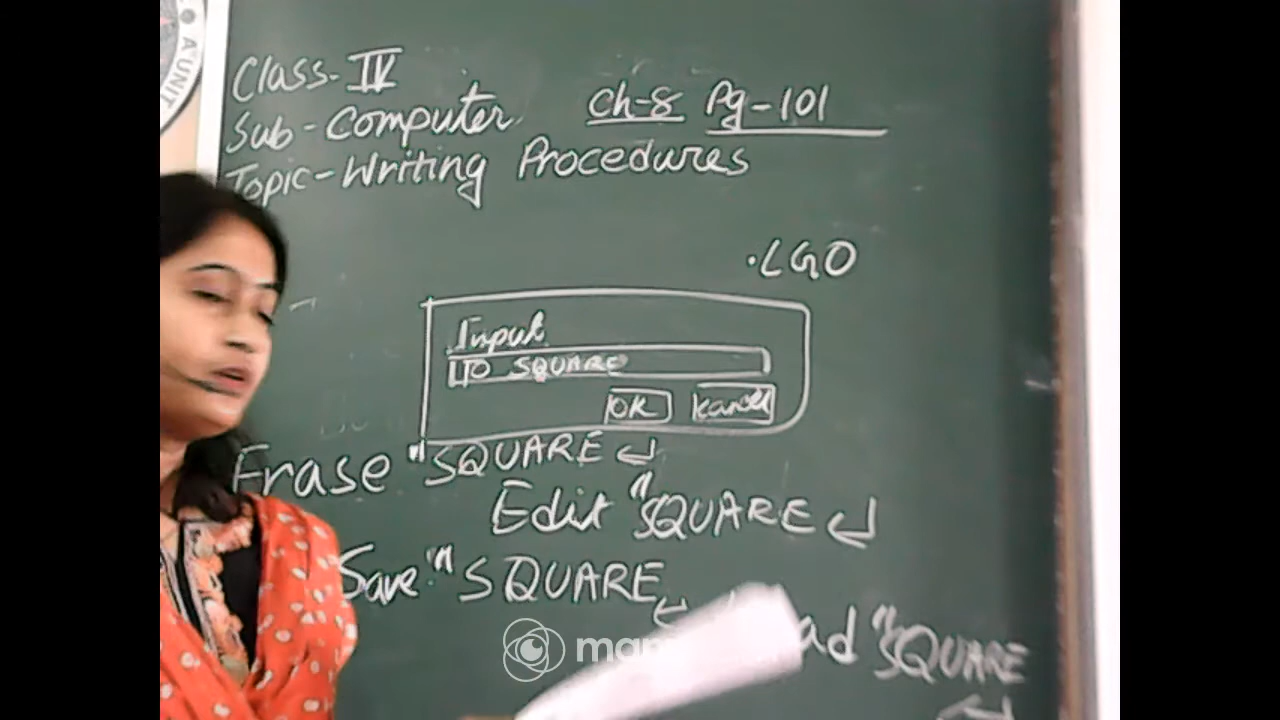 A'UNIT
Class-IV
Sub-Computer Ch-8 Pg-101
Topic-Writing Procedures
.LGO
Input
TO SQUARE
OK Cancel
Erase "SQUARE ↵
Edit "SQUARE ↵
Save "SQUARE ↵
"SQUARE ↵